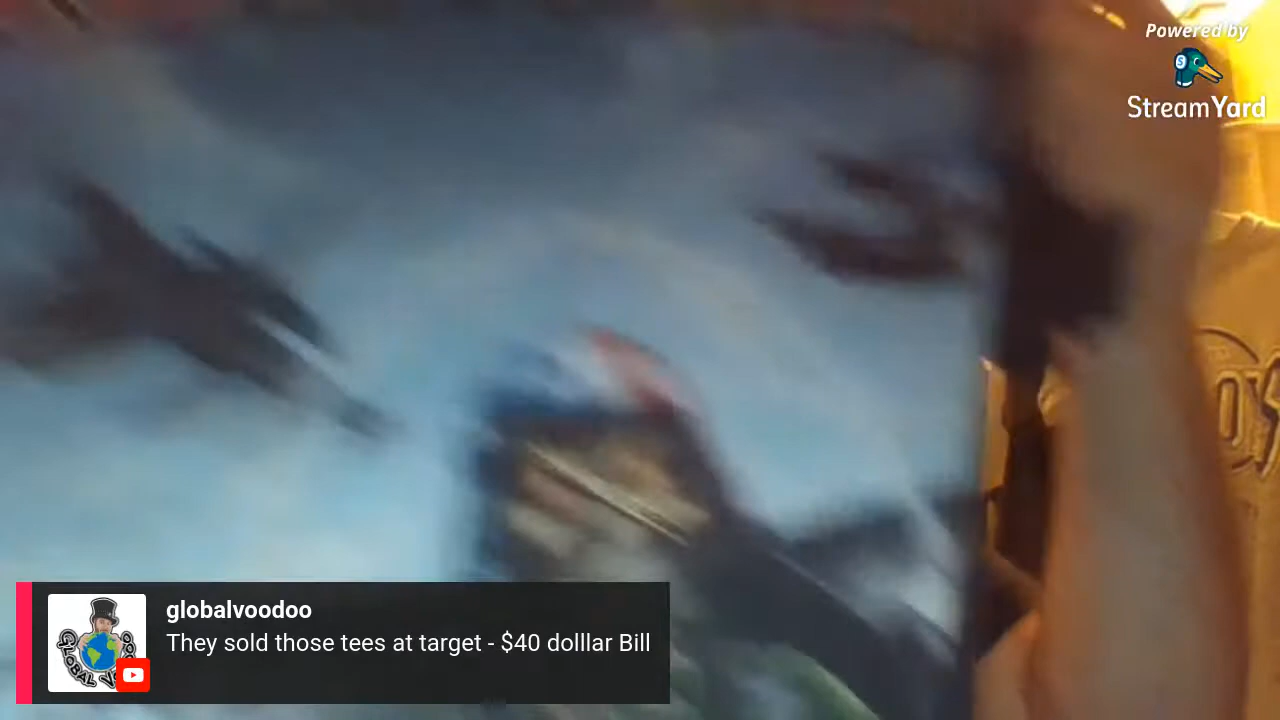 Powered by
StreamYard
globalvoodoo
They sold those tees at target - $40 dolllar Bill